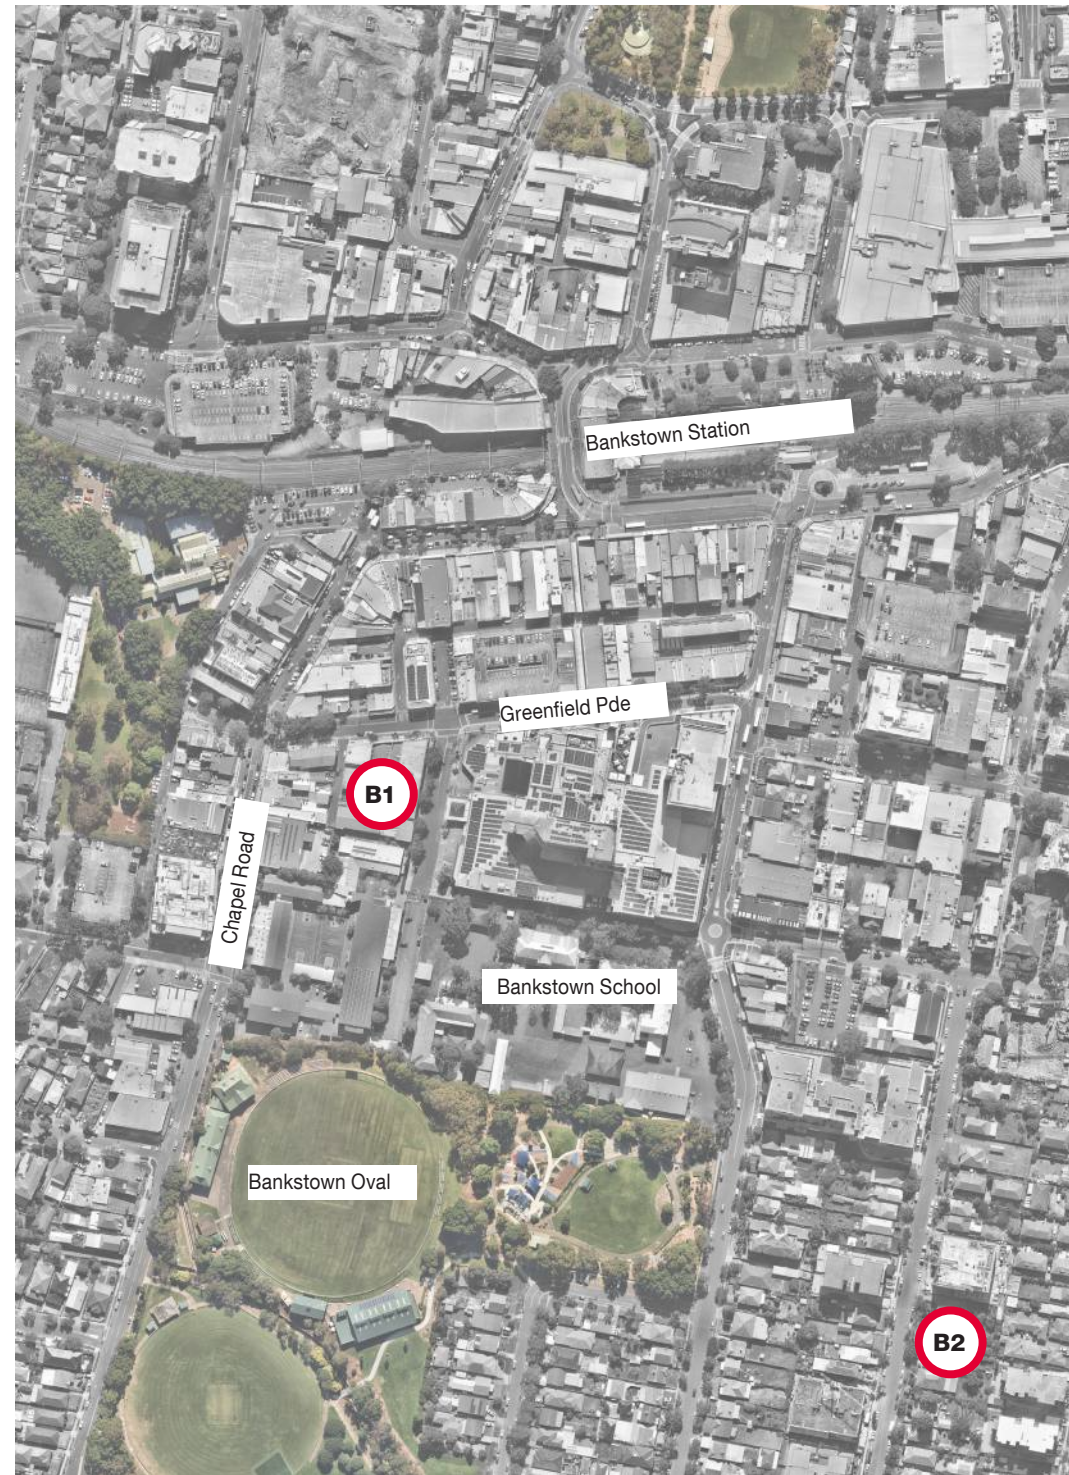 Bankstown Station
Greenfield Pde
B1
Chapel Road
Bankstown School
Bankstown Oval
B2